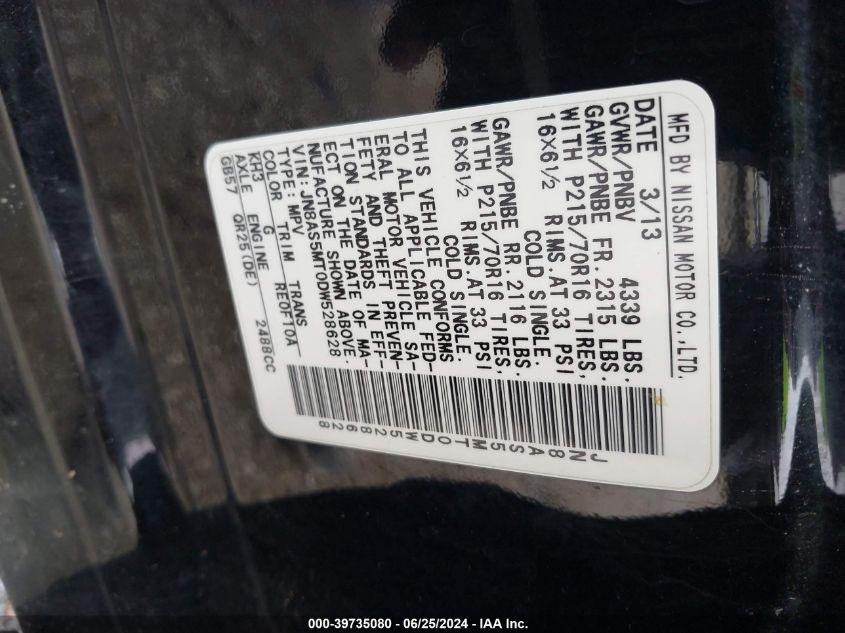 MFD BY NISSAN MOTOR CO.,LTD.
DATE 3/13
GVWR/PNBV 4339 LBS.
GAWR/PNBE FR. 2315 LBS.
WITH P215/70R16 TIRES,
16X6½ RIMS.AT 33 PSI
COLD SINGLE.
GAWR/PNBE RR. 2116 LBS.
WITH P215/70R16 TIRES,
16X6½ RIMS.AT 33 PSI
COLD SINGLE.
THIS VEHICLE CONFORMS
TO ALL APPLICABLE FED-
ERAL MOTOR VEHICLE SA-
FETY AND THEFT PREVEN-
TION STANDARDS IN EFF-
ECT ON THE DATE OF MA-
NUFACTURE SHOWN ABOVE.
VIN: JN8AS5MT0DW528628
TYPE: MPV
COLOR TRIM TRANS
KH3 G RE0F10A
AXLE ENGINE
GB57 QR25(DE) 2488CC
JN8AS5MT0DW528628
000-39735080 - 06/25/2024 - IAA Inc.